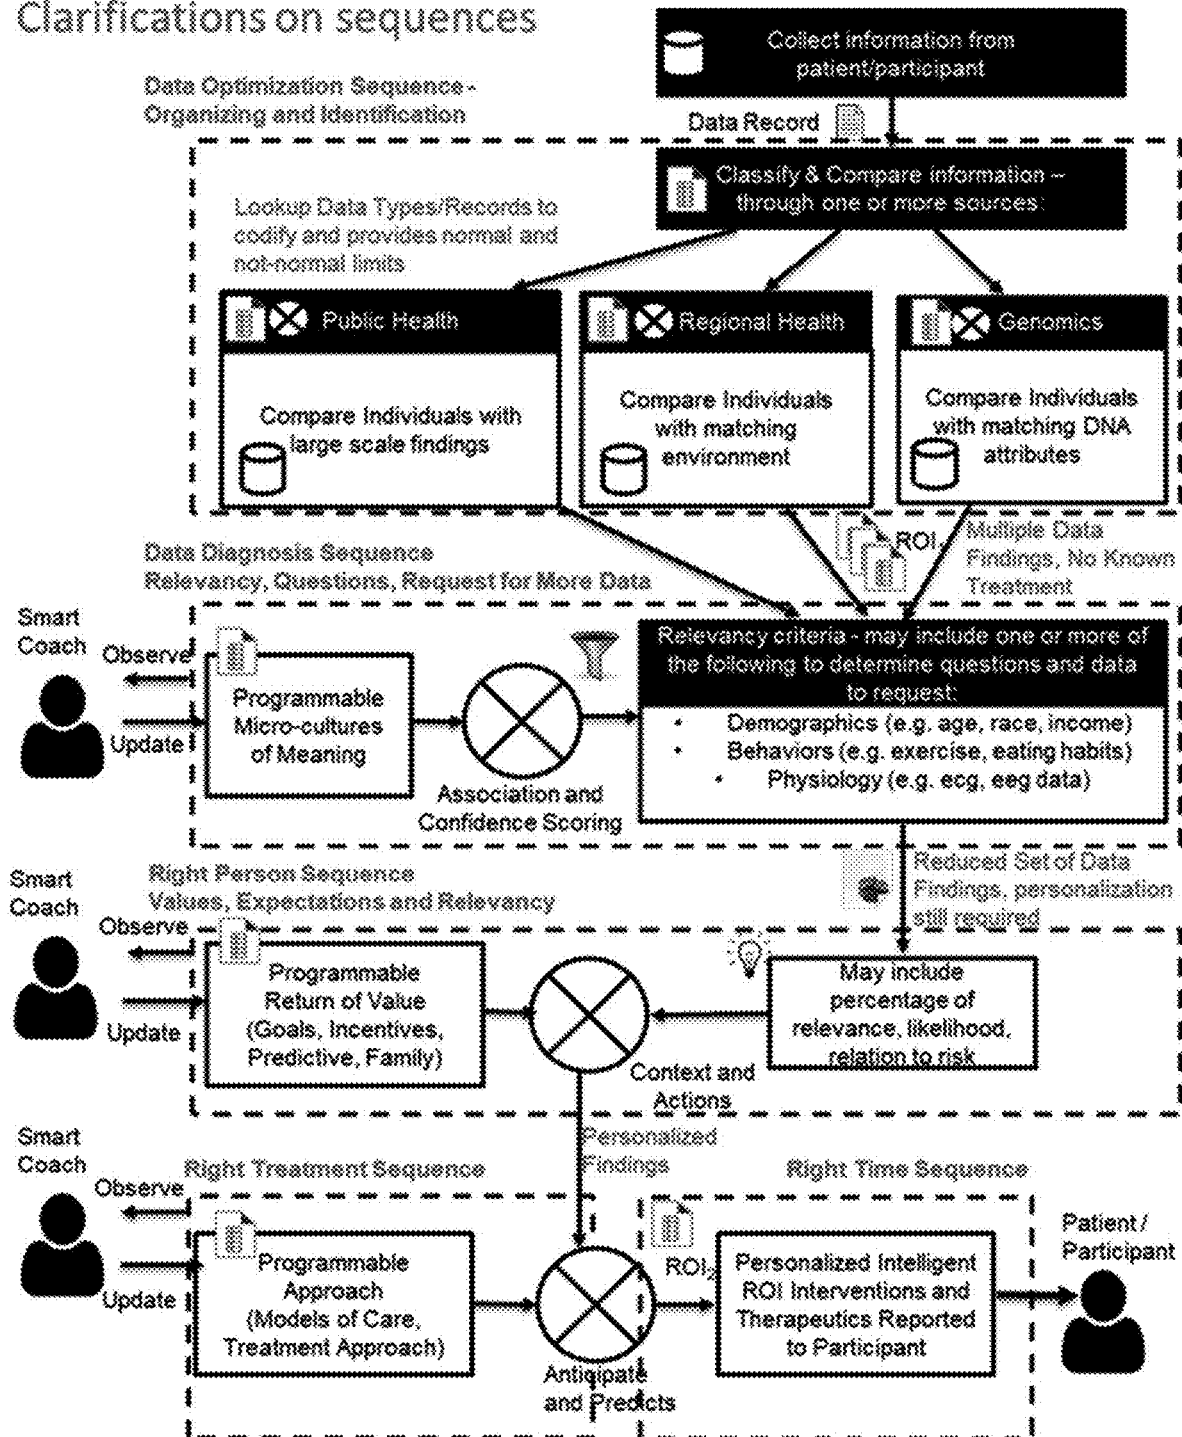 Clarifications on sequences
Collect information from
patient/participant
Data Optimization Sequence -
Organizing and Identification
Data Record
Classify & Compare information –
through one or more sources:
Lookup Data Types/Records to
codify and provides normal and
not-normal limits
Public Health
Regional Health
Genomics
Compare Individuals with
large scale findings
Compare Individuals
with matching
environment
Compare Individuals
with matching DNA
attributes
ROI1
Multiple Data
Findings, No Known
Treatment
Data Diagnosis Sequence
Relevancy, Questions, Request for More Data
Smart
Coach
Observe
Update
Programmable
Micro-cultures
of Meaning
Association and
Confidence Scoring
Relevancy criteria - may include one or more of
the following to determine questions and data
to request:
• Demographics (e.g. age, race, income)
• Behaviors (e.g. exercise, eating habits)
• Physiology (e.g. ecg, eeg data)
Reduced Set of Data
Findings, personalization
still required
Right Person Sequence
Values, Expectations and Relevancy
Smart
Coach
Observe
Update
Programmable
Return of Value
(Goals, Incentives,
Predictive, Family)
Context and
Actions
May include
percentage of
relevance, likelihood,
relation to risk
Personalized
Findings
Smart
Coach
Observe
Update
Right Treatment Sequence
Programmable
Approach
(Models of Care,
Treatment Approach)
Anticipate
and Predicts
Right Time Sequence
ROI2
Personalized Intelligent
ROI Interventions and
Therapeutics Reported
to Participant
Patient /
Participant